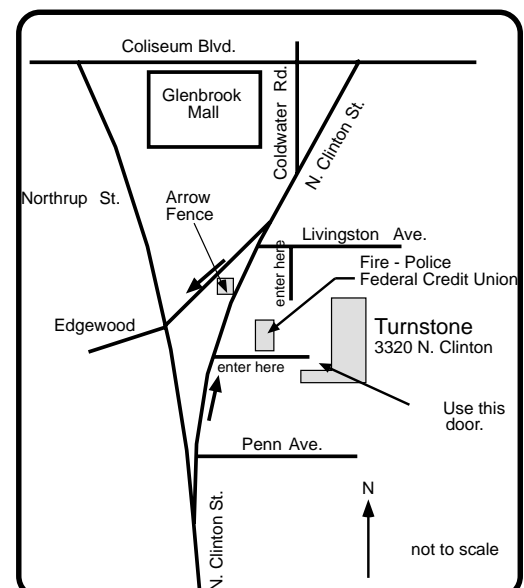 Coliseum Blvd.
Glenbrook
Mall
Coldwater Rd.
N. Clinton St.
Northrup St.
Arrow
Fence
Livingston Ave.
enter here
Fire - Police
Federal Credit Union
Edgewood
Turnstone
3320 N. Clinton
enter here
Use this
door.
Penn Ave.
N
N. Clinton St.
not to scale